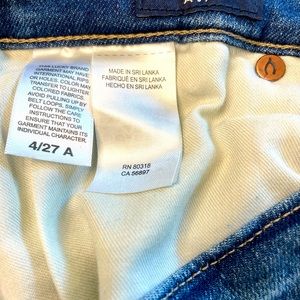 THIS LUCKY BRAND
GARMENT MAY HAVE
INTENTIONAL RIPS
OR HOLES. COLOR MAY
TRANSFER TO LIGHT
COLORED FABRICS.
AVOID PULLING UP BY
BELT LOOPS. SIMPLY
FOLLOW THE CARE
INSTRUCTIONS TO
ENSURE THAT YOUR
GARMENT MAINTAINS ITS
INDIVIDUAL CHARACTER.
4/27 A
MADE IN SRI LANKA
FABRIQUÉ EN SRI LANKA
HECHO EN SRI LANKA
RN 80318
CA 56897